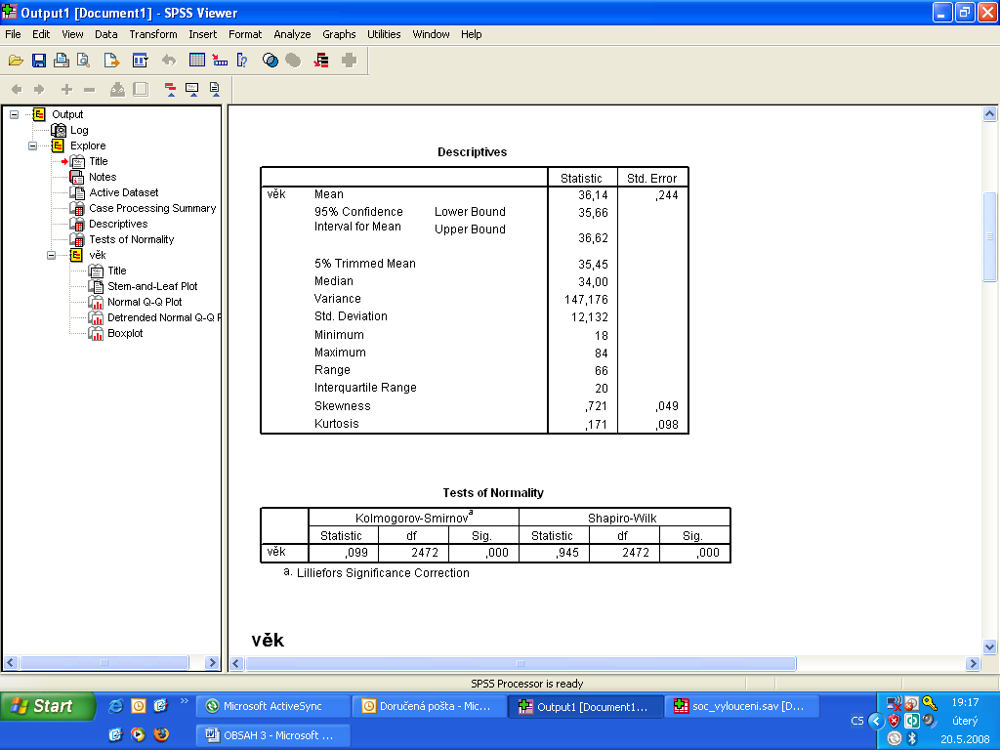 Output1 [Document1] - SPSS Viewer
File Edit View Data Transform Insert Format Analyze Graphs Utilities Window Help
Output
Log
Explore
Title
Notes
Active Dataset
Case Processing Summary
Descriptives
Tests of Normality
věk
Title
Stem-and-Leaf Plot
Normal Q-Q Plot
Detrended Normal Q-Q P
Boxplot
Descriptives
Statistic Std. Error
věk Mean 36,14 ,244
95% Confidence Lower Bound 35,66
Interval for Mean Upper Bound 36,62
5% Trimmed Mean 35,45
Median 34,00
Variance 147,176
Std. Deviation 12,132
Minimum 18
Maximum 84
Range 66
Interquartile Range 20
Skewness ,721 ,049
Kurtosis ,171 ,098
Tests of Normality
Kolmogorov-Smirnov a Shapiro-Wilk
Statistic df Sig. Statistic df Sig.
věk ,099 2472 ,000 ,945 2472 ,000
a. Lilliefors Significance Correction
věk
SPSS Processor is ready
Start
Microsoft ActiveSync
Doručená pošta - Mic...
Output1 [Document1...
soc_vylouceni.sav [D...
OBSAH 3 - Microsoft ...
CS
19:17
úterý
20.5.2008